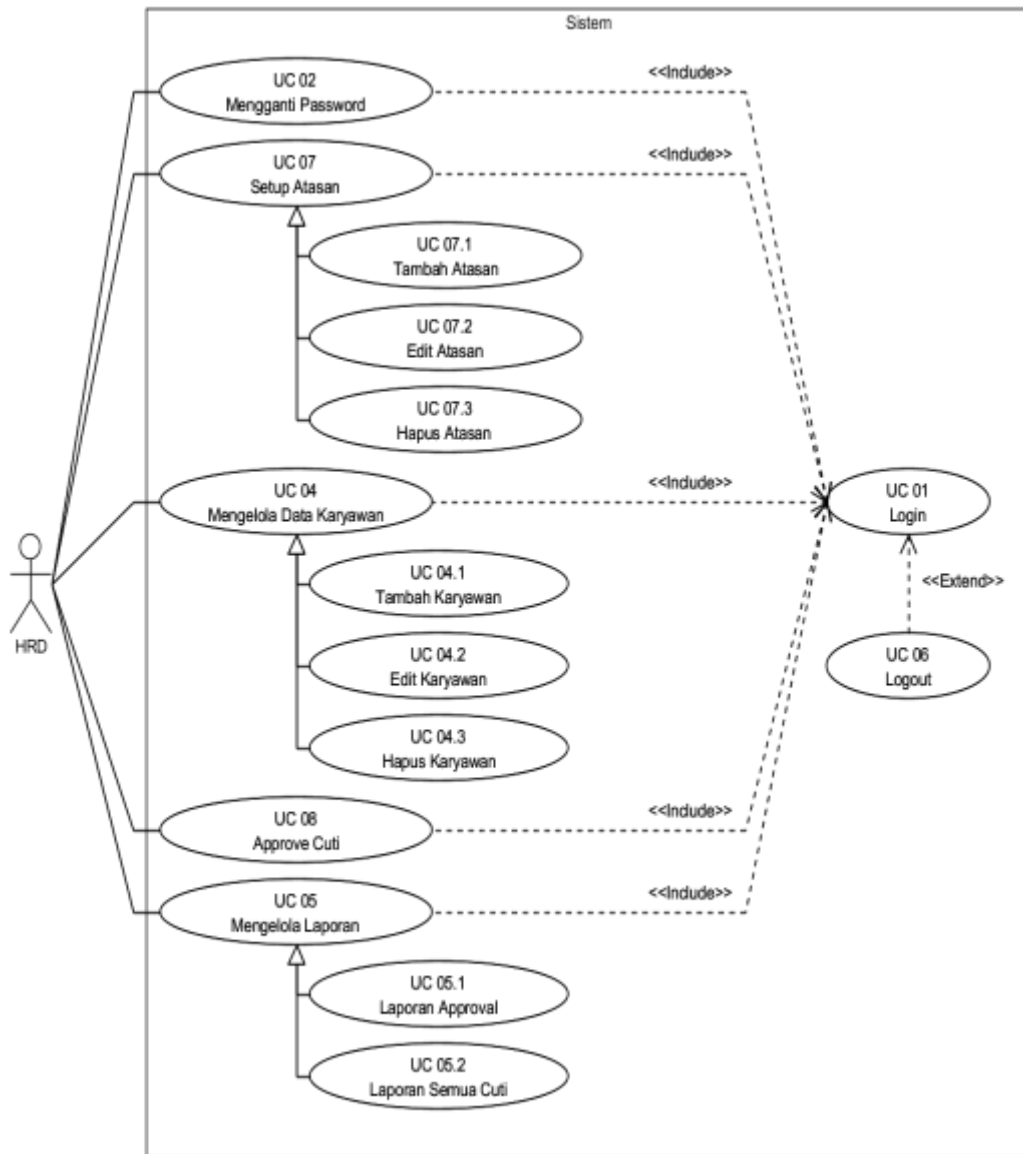 Sistem
UC 02
Mengganti Password
<<Include>>
UC 07
Setup Atasan
<<Include>>
UC 07.1
Tambah Atasan
UC 07.2
Edit Atasan
UC 07.3
Hapus Atasan
UC 04
Mengelola Data Karyawan
<<Include>>
UC 01
Login
HRD
UC 04.1
Tambah Karyawan
<<Extend>>
UC 04.2
Edit Karyawan
UC 06
Logout
UC 04.3
Hapus Karyawan
UC 08
Approve Cuti
<<Include>>
UC 05
Mengelola Laporan
<<Include>>
UC 05.1
Laporan Approval
UC 05.2
Laporan Semua Cuti